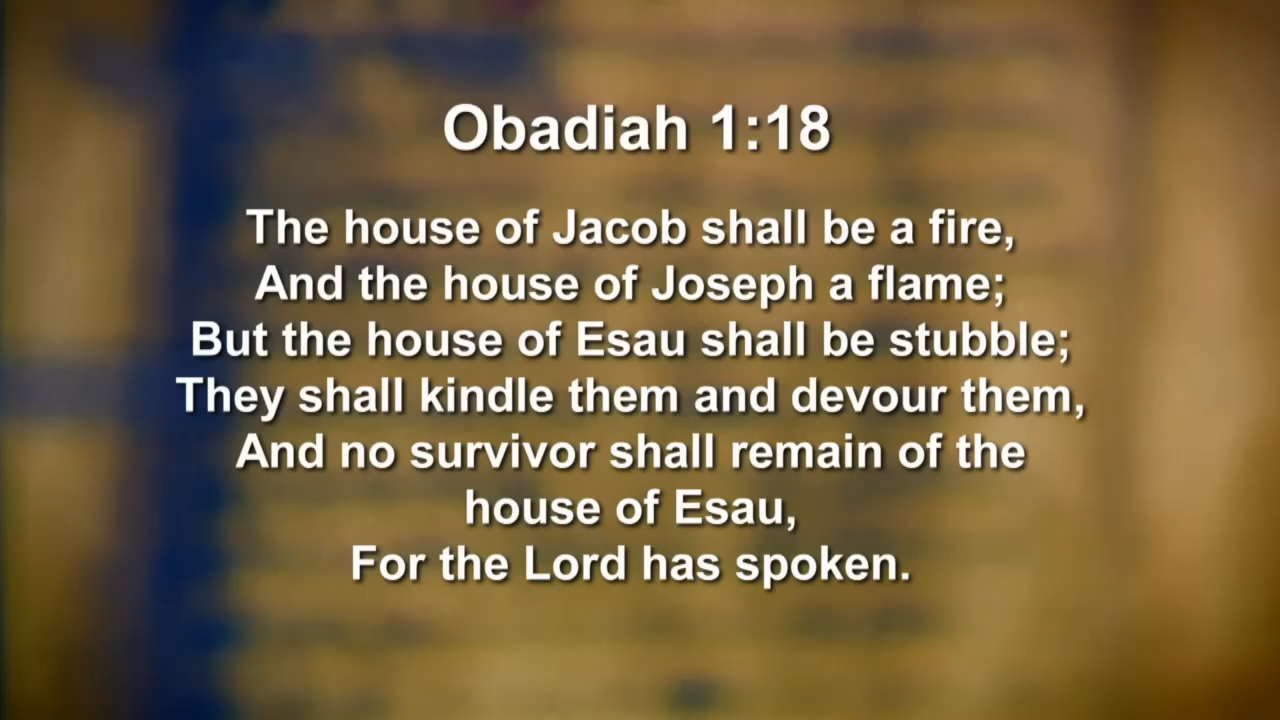 Obadiah 1:18
The house of Jacob shall be a fire,
And the house of Joseph a flame;
But the house of Esau shall be stubble;
They shall kindle them and devour them,
And no survivor shall remain of the
house of Esau,
For the Lord has spoken.